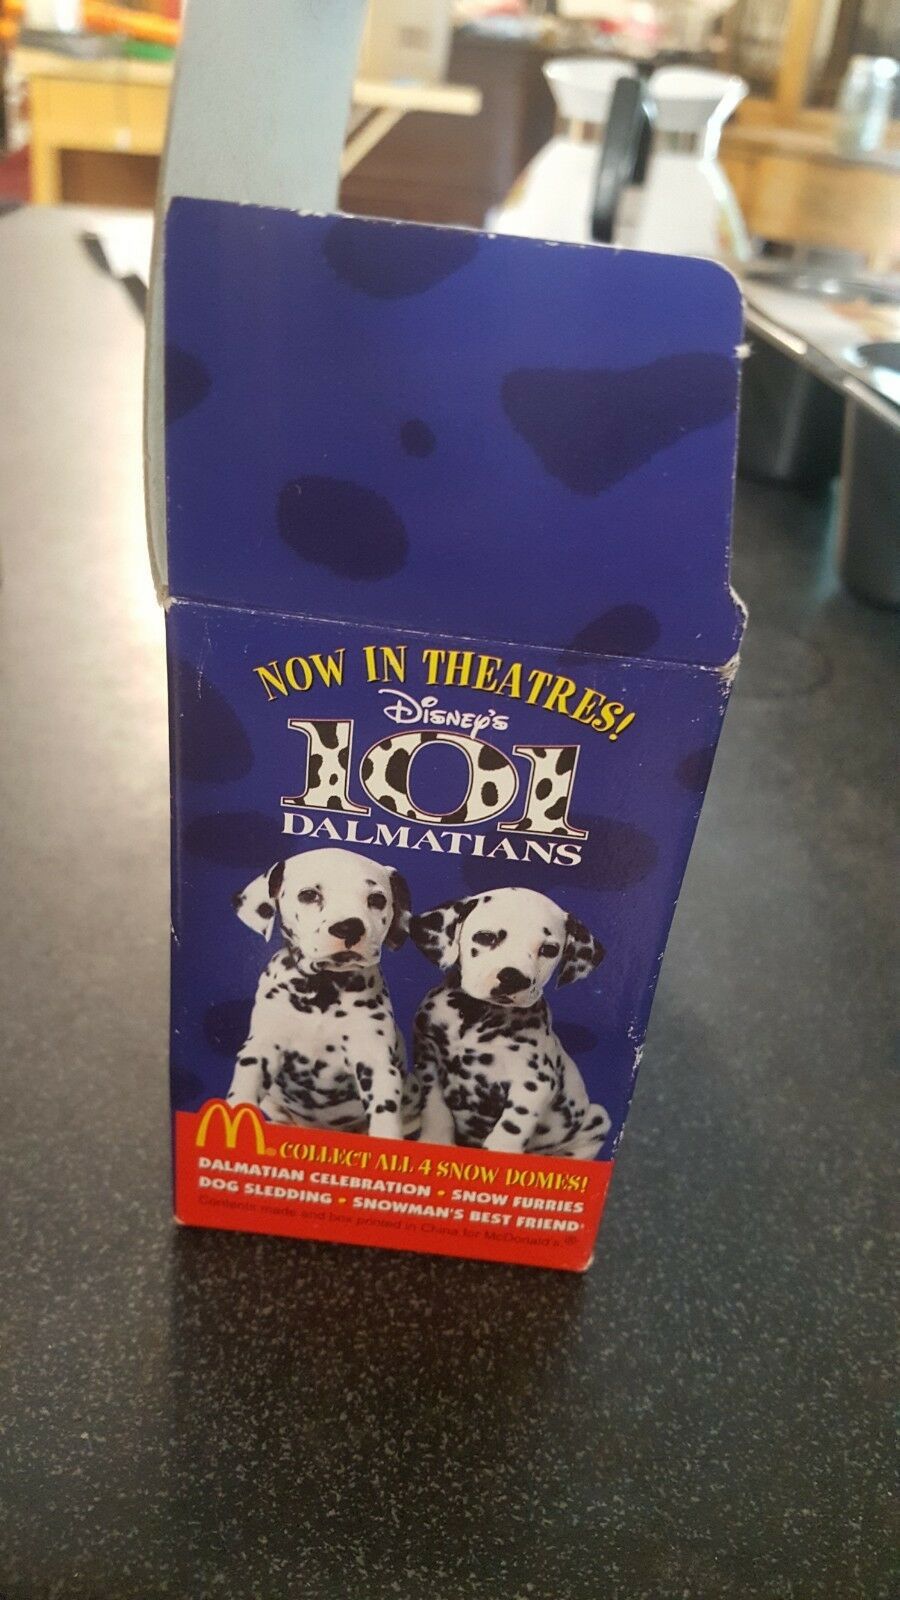 NOW IN THEATRES!
DISNEY'S
101
DALMATIANS
M® COLLECT ALL 4 SNOW DOMES!
DALMATIAN CELEBRATION • SNOW FURRIES
DOG SLEDDING • SNOWMAN'S BEST FRIEND
Contents made and box printed in China for McDonald's®